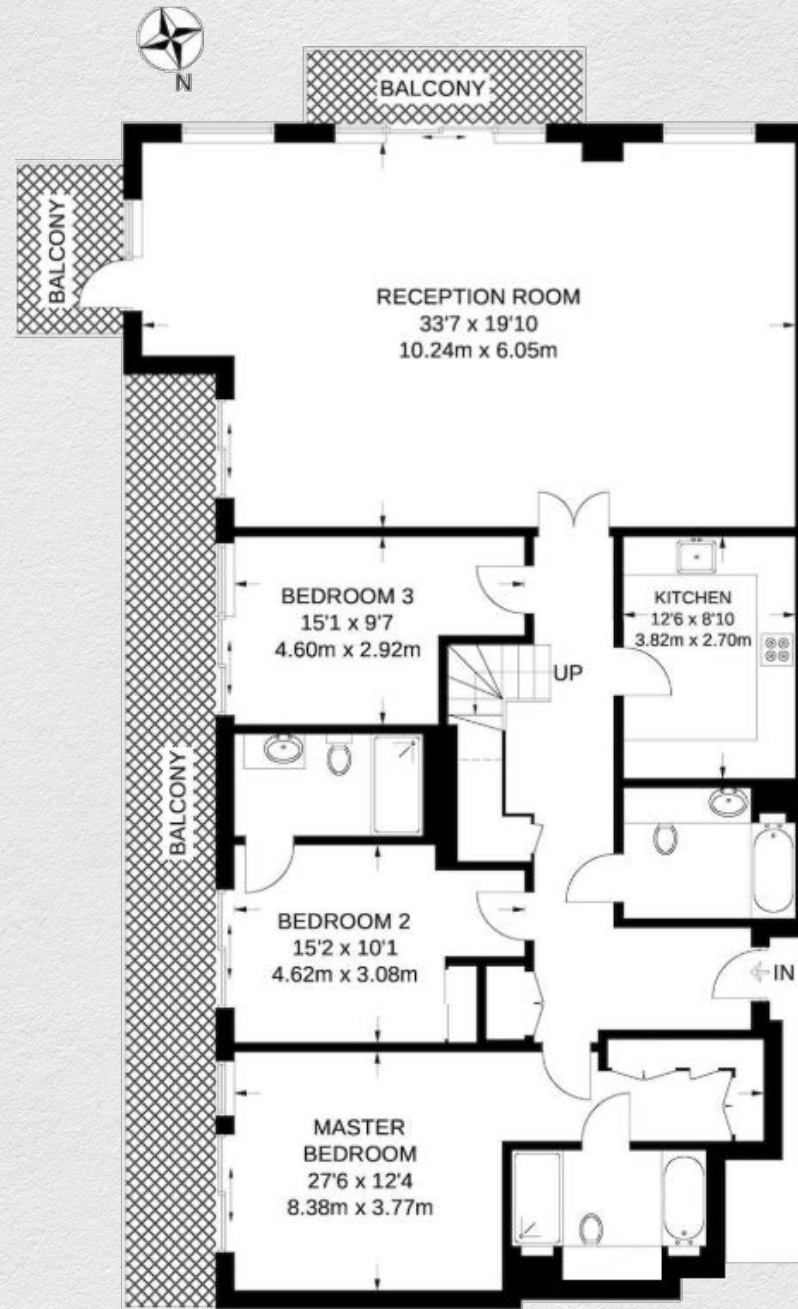 N
BALCONY
BALCONY
RECEPTION ROOM
33'7 x 19'10
10.24m x 6.05m
BEDROOM 3
15'1 x 9'7
4.60m x 2.92m
KITCHEN
12'6 x 8'10
3.82m x 2.70m
UP
BALCONY
BEDROOM 2
15'2 x 10'1
4.62m x 3.08m
IN
MASTER
BEDROOM
27'6 x 12'4
8.38m x 3.77m